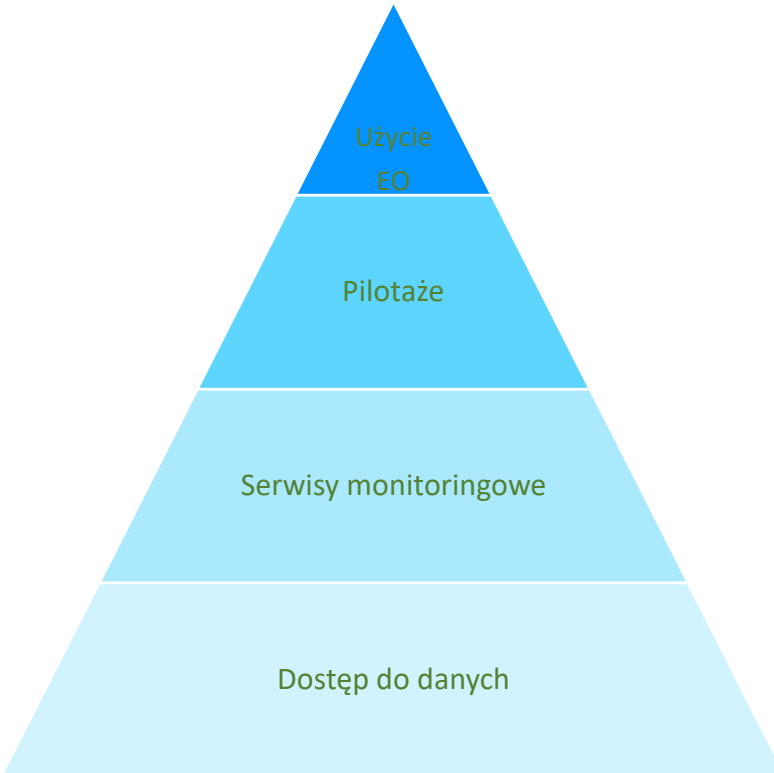 Użycie
EO
Pilotaże
Serwisy monitoringowe
Dostęp do danych